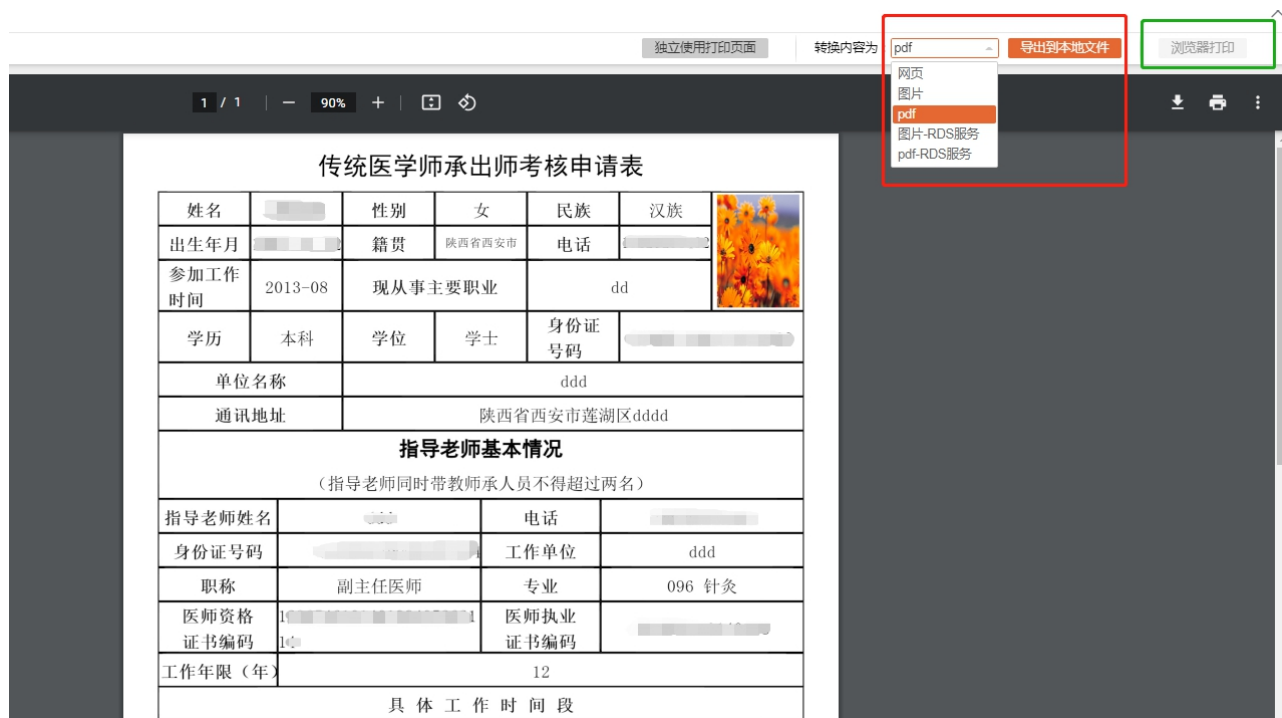 独立使用打印页面 转换内容为 pdf 导出到本地文件 浏览器打印
网页
图片
pdf
图片-RDS服务
pdf-RDS服务
1 / 1 90%
传统医学师承出师考核申请表
姓名 性别 女 民族 汉族
出生年月 籍贯 陕西省西安市 电话
参加工作时间 2013-08 现从事主要职业 dd
学历 本科 学位 学士 身份证号码
单位名称 ddd
通讯地址 陕西省西安市莲湖区dddd
指导老师基本情况
（指导老师同时带教师承人员不得超过两名）
指导老师姓名 电话
身份证号码 工作单位 ddd
职称 副主任医师 专业 096 针灸
医师资格证书编码 医师执业证书编码
工作年限（年） 12
具体工作时间段